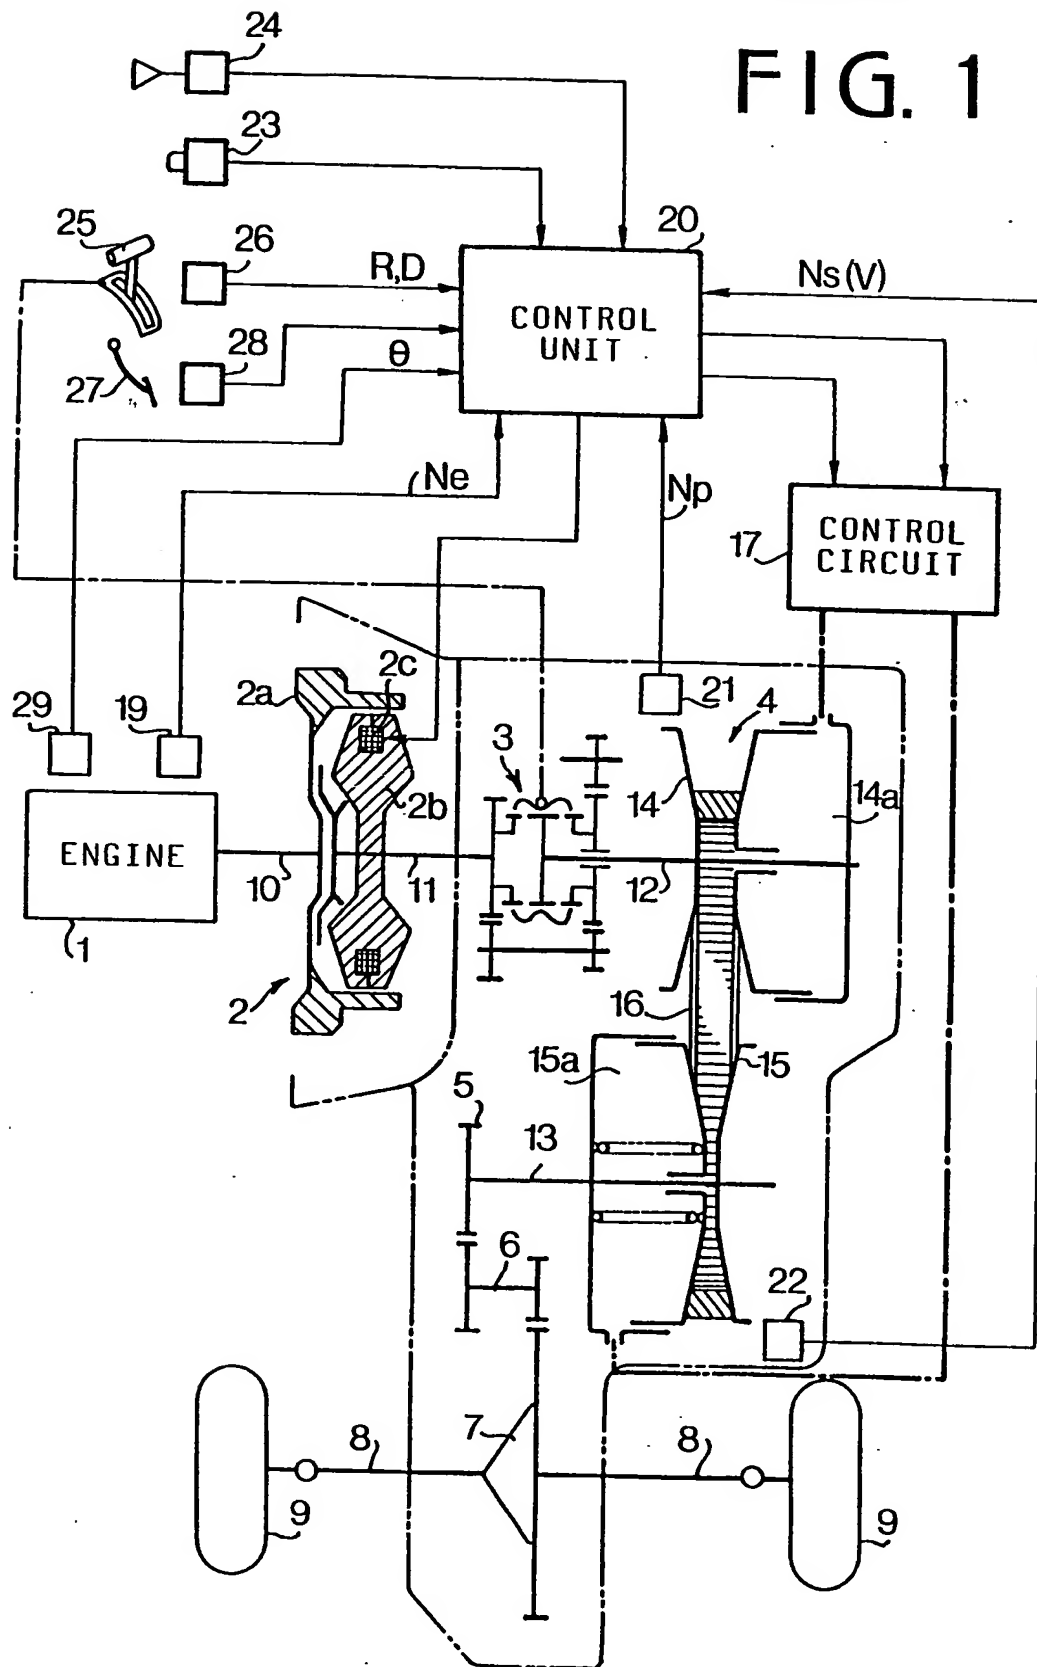 FIG. 1
24
23
25
26
R,D
20
Ns(V)
CONTROL
UNIT
28
θ
27
Ne
Np
17
CONTROL
CIRCUIT
2c
2a
21
4
29
19
3
14
14a
2b
ENGINE
10
11
12
1
2
16
15a
15
5
13
6
22
7
8
8
9
9